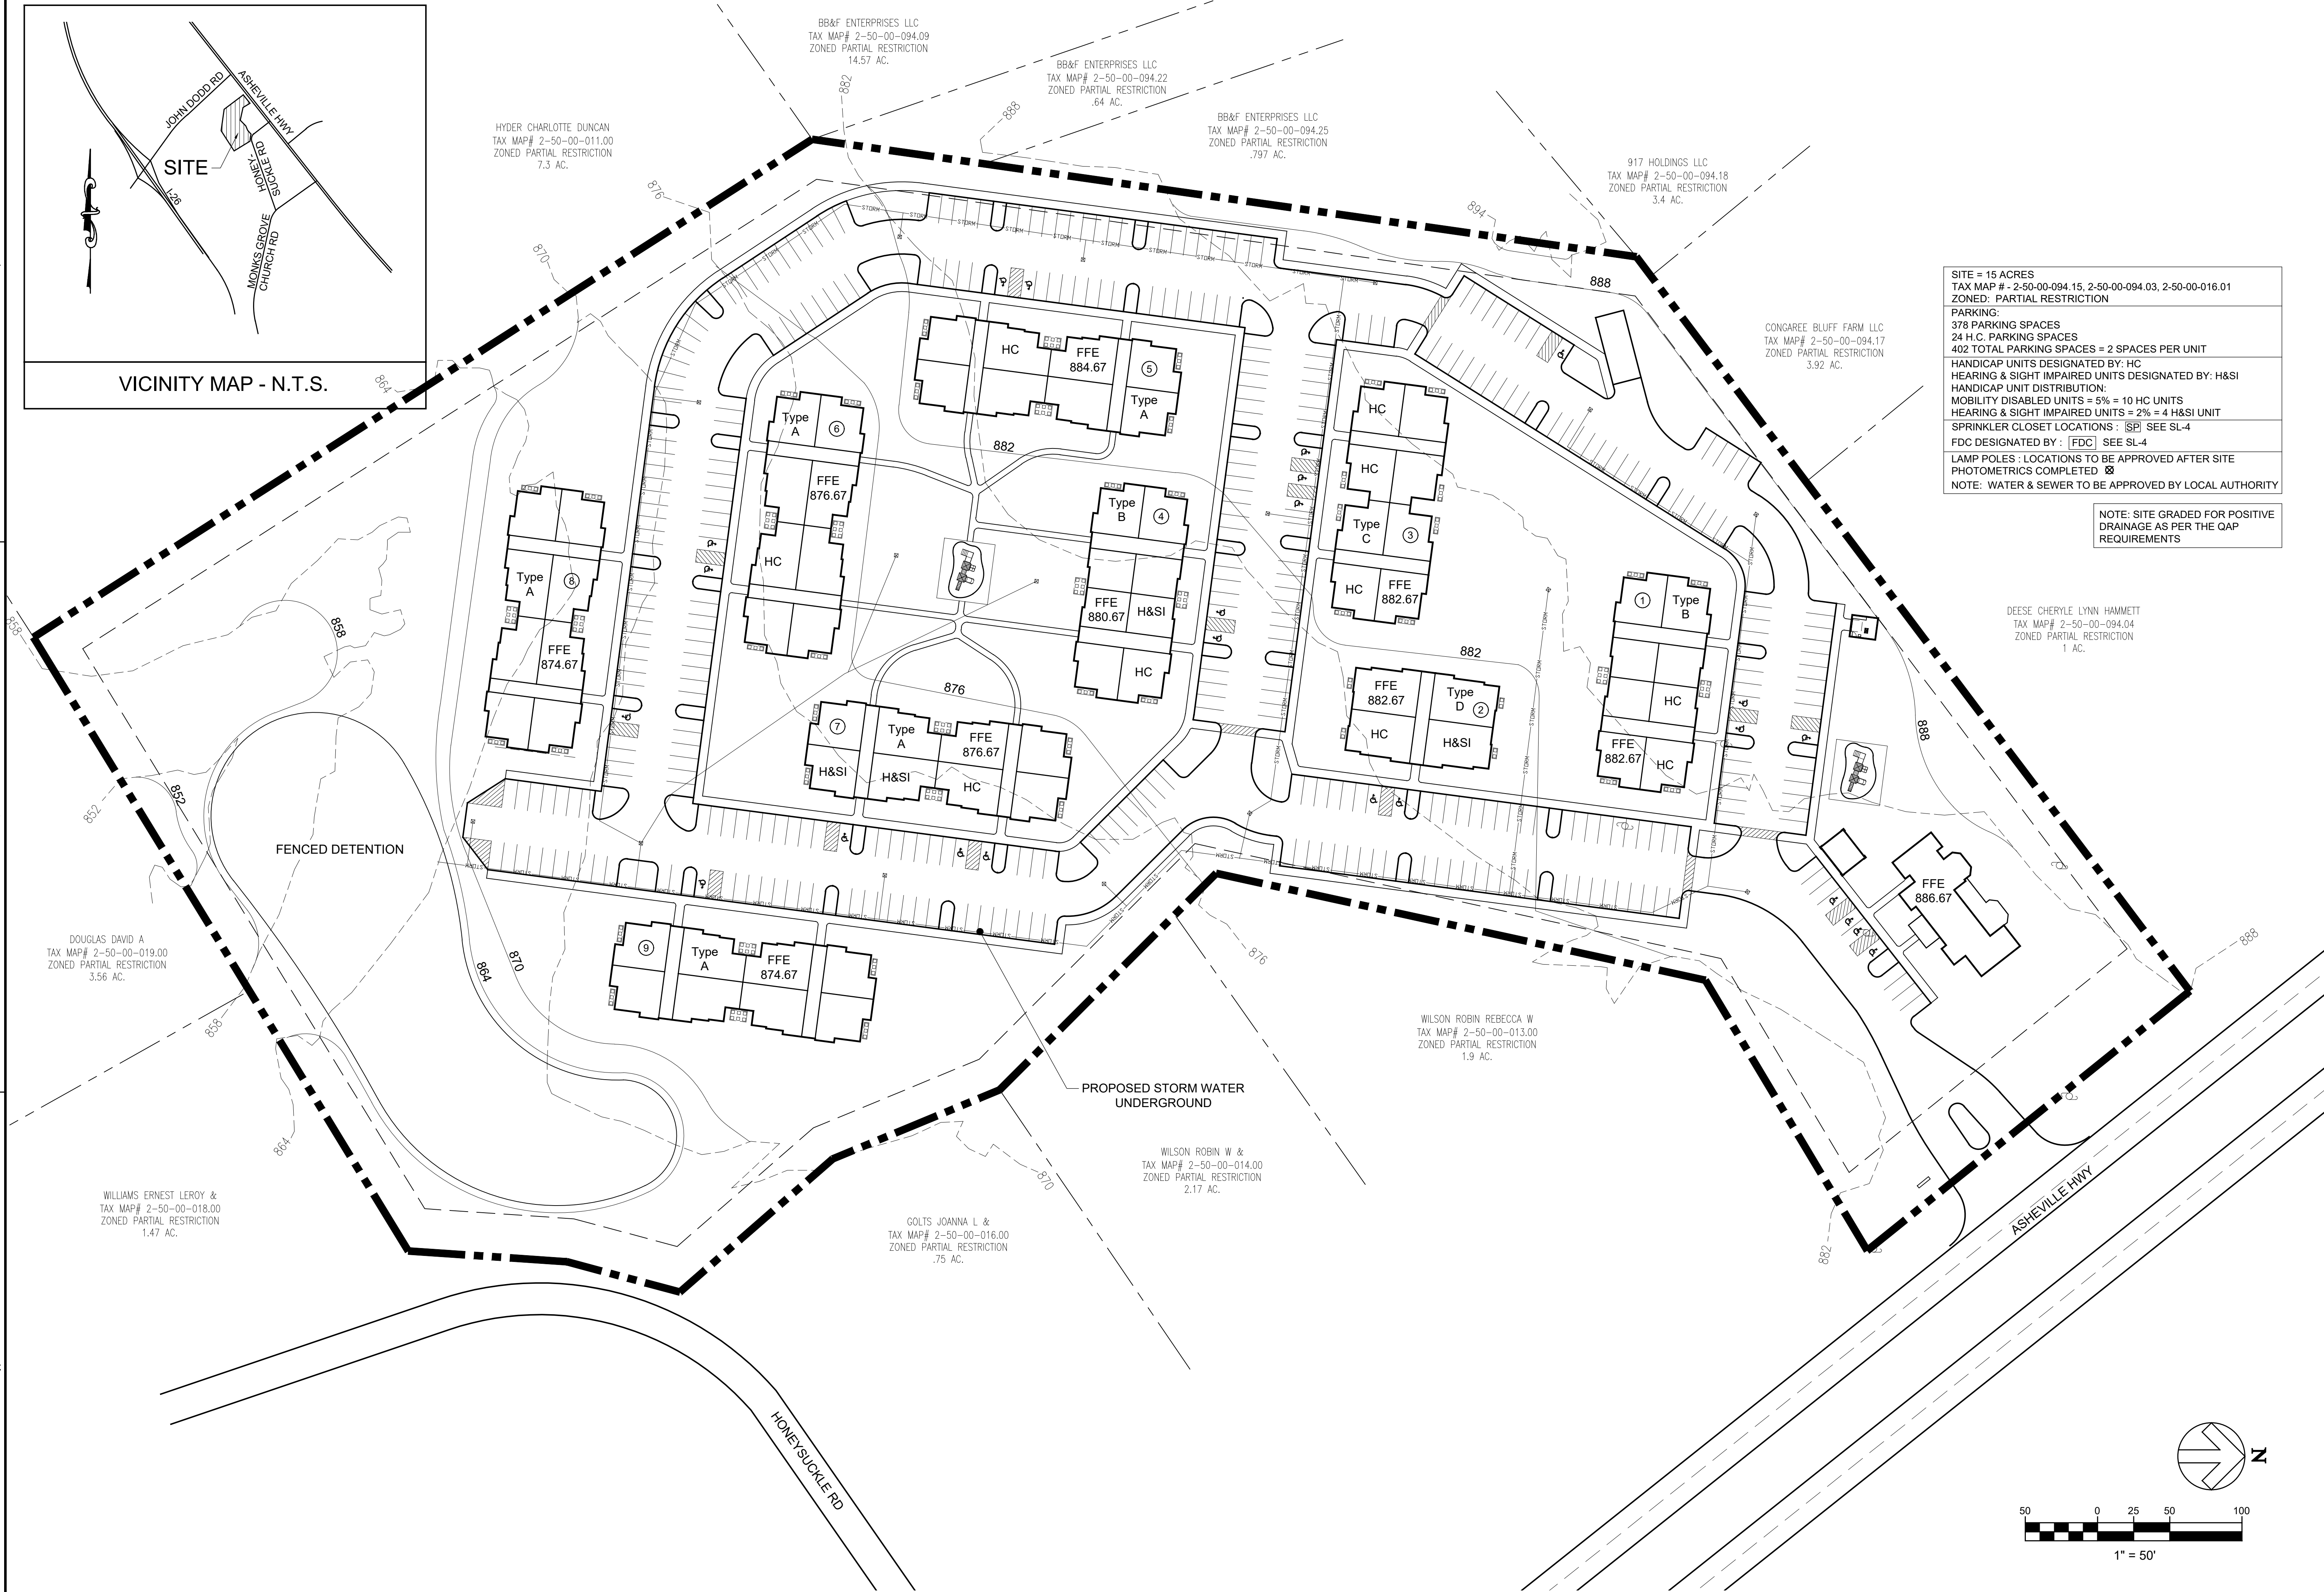 JOHN DODD RD
ASHEVILLE HWY
SITE
HONEY-
SUCKLE RD
I-26
MONKS GROVE
CHURCH RD
VICINITY MAP - N.T.S.
BB&F ENTERPRISES LLC
TAX MAP# 2-50-00-094.09
ZONED PARTIAL RESTRICTION
14.57 AC.
BB&F ENTERPRISES LLC
TAX MAP# 2-50-00-094.22
ZONED PARTIAL RESTRICTION
.64 AC.
HYDER CHARLOTTE DUNCAN
TAX MAP# 2-50-00-011.00
ZONED PARTIAL RESTRICTION
7.3 AC.
BB&F ENTERPRISES LLC
TAX MAP# 2-50-00-094.25
ZONED PARTIAL RESTRICTION
.797 AC.
917 HOLDINGS LLC
TAX MAP# 2-50-00-094.18
ZONED PARTIAL RESTRICTION
3.4 AC.
CONGAREE BLUFF FARM LLC
TAX MAP# 2-50-00-094.17
ZONED PARTIAL RESTRICTION
3.92 AC.
SITE = 15 ACRES
TAX MAP # - 2-50-00-094.15, 2-50-00-094.03, 2-50-00-016.01
ZONED: PARTIAL RESTRICTION
PARKING:
378 PARKING SPACES
24 H.C. PARKING SPACES
402 TOTAL PARKING SPACES = 2 SPACES PER UNIT
HANDICAP UNITS DESIGNATED BY: HC
HEARING & SIGHT IMPAIRED UNITS DESIGNATED BY: H&SI
HANDICAP UNIT DISTRIBUTION:
MOBILITY DISABLED UNITS = 5% = 10 HC UNITS
HEARING & SIGHT IMPAIRED UNITS = 2% = 4 H&SI UNIT
SPRINKLER CLOSET LOCATIONS : SP SEE SL-4
FDC DESIGNATED BY : FDC SEE SL-4
LAMP POLES : LOCATIONS TO BE APPROVED AFTER SITE
PHOTOMETRICS COMPLETED
NOTE: WATER & SEWER TO BE APPROVED BY LOCAL AUTHORITY
NOTE: SITE GRADED FOR POSITIVE
DRAINAGE AS PER THE QAP
REQUIREMENTS
DEESE CHERYLE LYNN HAMMETT
TAX MAP# 2-50-00-094.04
ZONED PARTIAL RESTRICTION
1 AC.
882
888
876
870
864
894
888
HC
FFE
884.67
5
Type
A
882
Type
A
6
FFE
876.67
HC
Type
A
8
FFE
874.67
Type
B
4
FFE
880.67
H&SI
HC
HC
HC
Type
C
3
HC
FFE
882.67
1
Type
B
HC
FFE
882.67
HC
882
FFE
882.67
Type
D
2
HC
H&SI
876
7
Type
A
FFE
876.67
H&SI
H&SI
HC
858
858
852
852
FENCED DETENTION
888
FFE
886.67
888
9
Type
A
FFE
874.67
864
870
876
858
864
870
882
STORM
PROPOSED STORM WATER
UNDERGROUND
DOUGLAS DAVID A
TAX MAP# 2-50-00-019.00
ZONED PARTIAL RESTRICTION
3.56 AC.
WILSON ROBIN REBECCA W
TAX MAP# 2-50-00-013.00
ZONED PARTIAL RESTRICTION
1.9 AC.
WILSON ROBIN W &
TAX MAP# 2-50-00-014.00
ZONED PARTIAL RESTRICTION
2.17 AC.
WILLIAMS ERNEST LEROY &
TAX MAP# 2-50-00-018.00
ZONED PARTIAL RESTRICTION
1.47 AC.
GOLTS JOANNA L &
TAX MAP# 2-50-00-016.00
ZONED PARTIAL RESTRICTION
.75 AC.
ASHEVILLE HWY
HONEYSUCKLE RD
N
50 0 25 50 100
1" = 50'